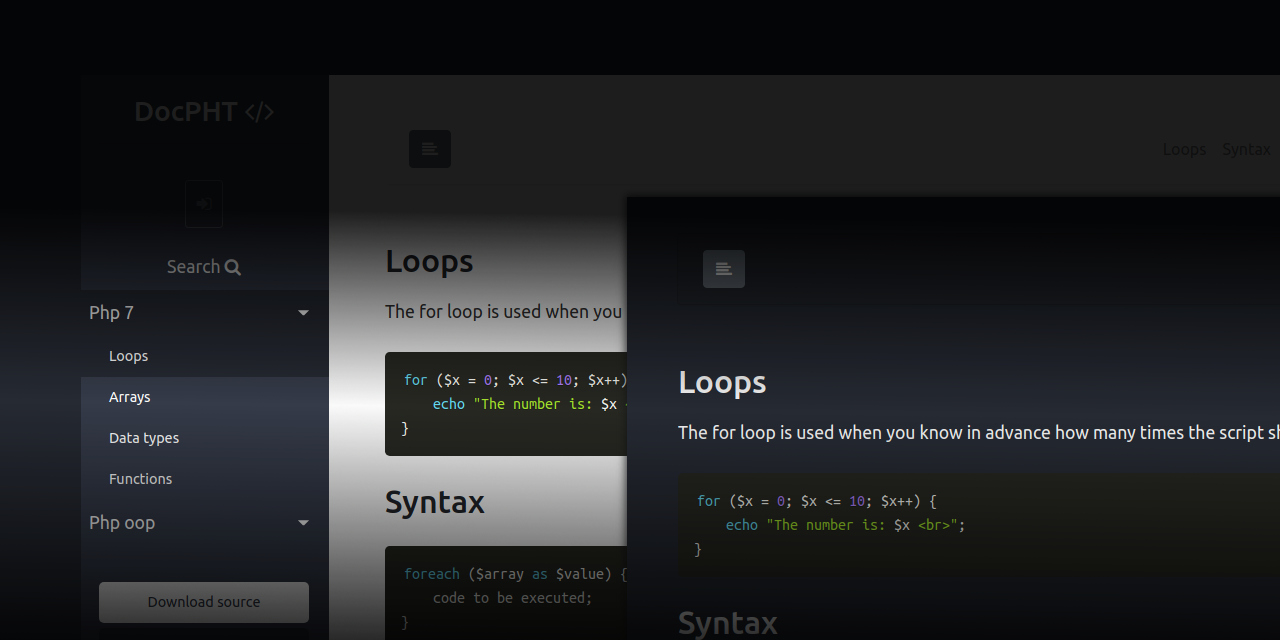 DocPHT </>
Search
Php 7
Loops
Arrays
Data types
Functions
Php oop
Download source
Loops Syntax
Loops
The for loop is used when you
for ($x = 0; $x <= 10; $x++)
echo "The number is: $x
}
Syntax
foreach ($array as $value) {
code to be executed;
}
Loops
The for loop is used when you know in advance how many times the script sh
for ($x = 0; $x <= 10; $x++) {
echo "The number is: $x <br>";
}
Syntax